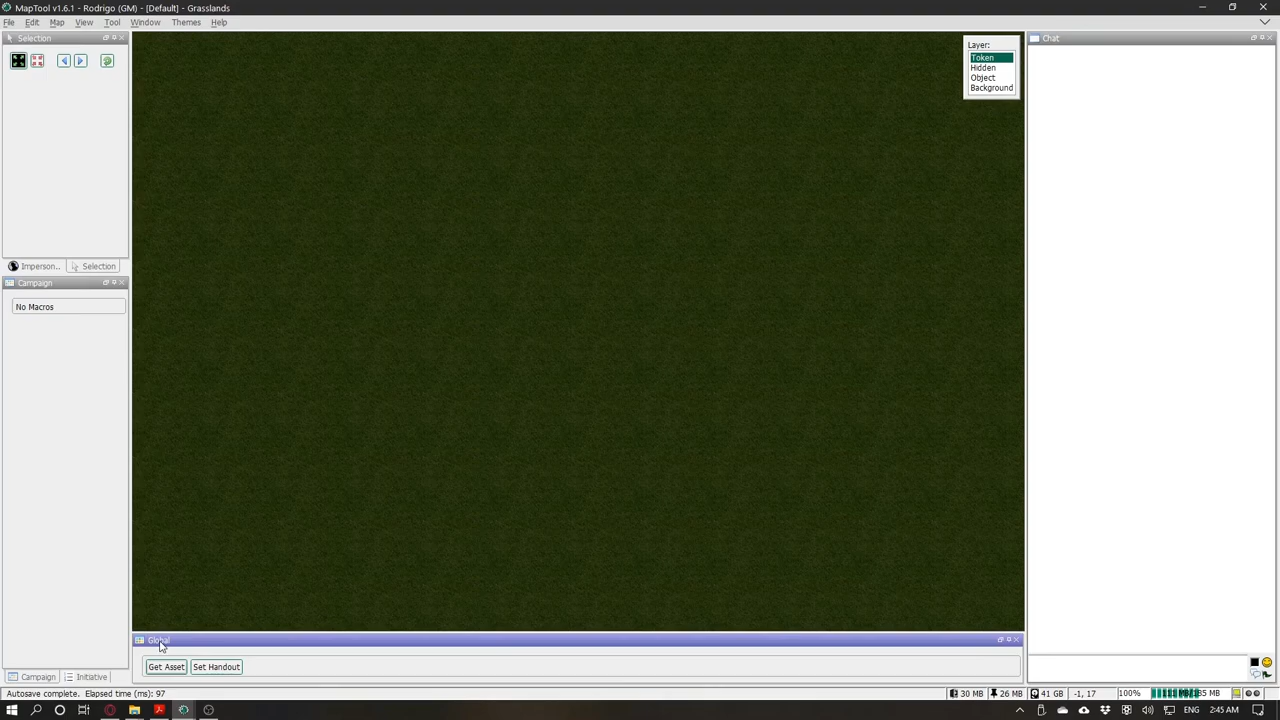 MapTool v1.6.1 - Rodrigo (GM) - [Default] - Grasslands
File Edit Map View Tool Window Themes Help
Selection
Layer:
Token
Hidden
Object
Background
Chat
Imperson.. Selection
Campaign
No Macros
Global
Get Asset Set Handout
Campaign Initiative
Autosave complete. Elapsed time (ms): 97
30 MB 26 MB 41 GB -1, 17 100%
ENG 2:45 AM